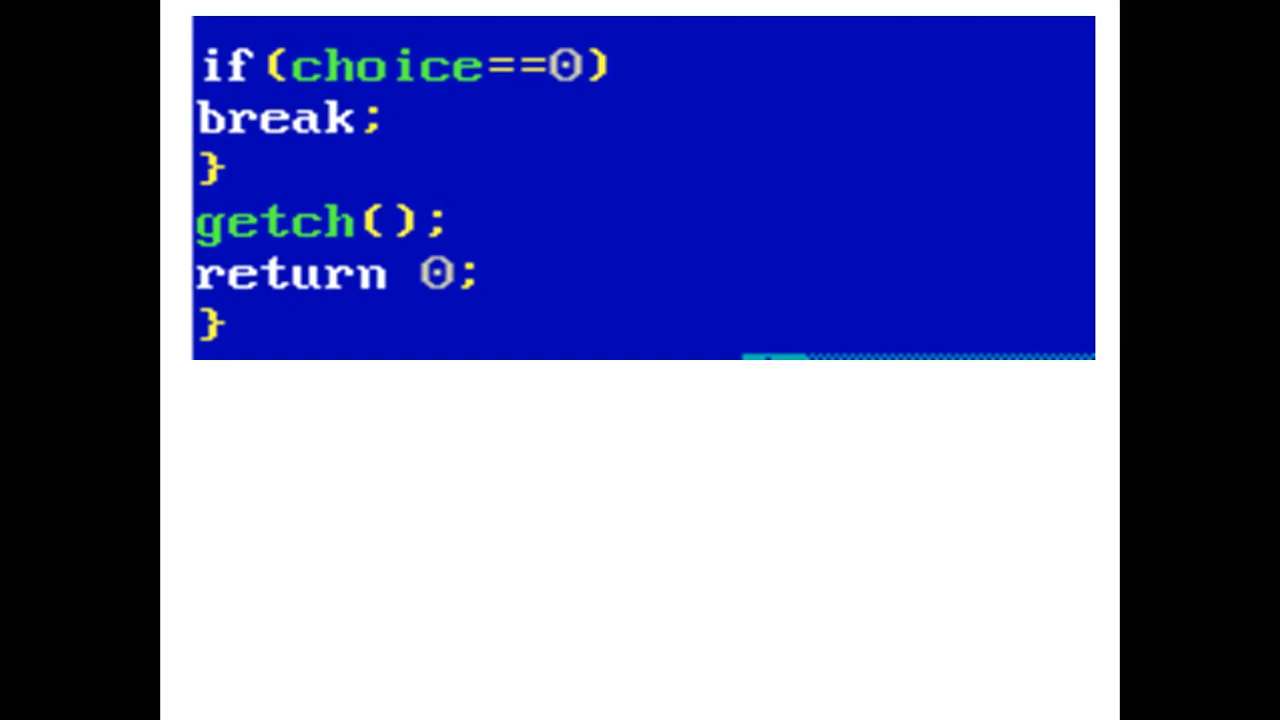 if(choice==0)
break;
}
getch();
return 0;
}